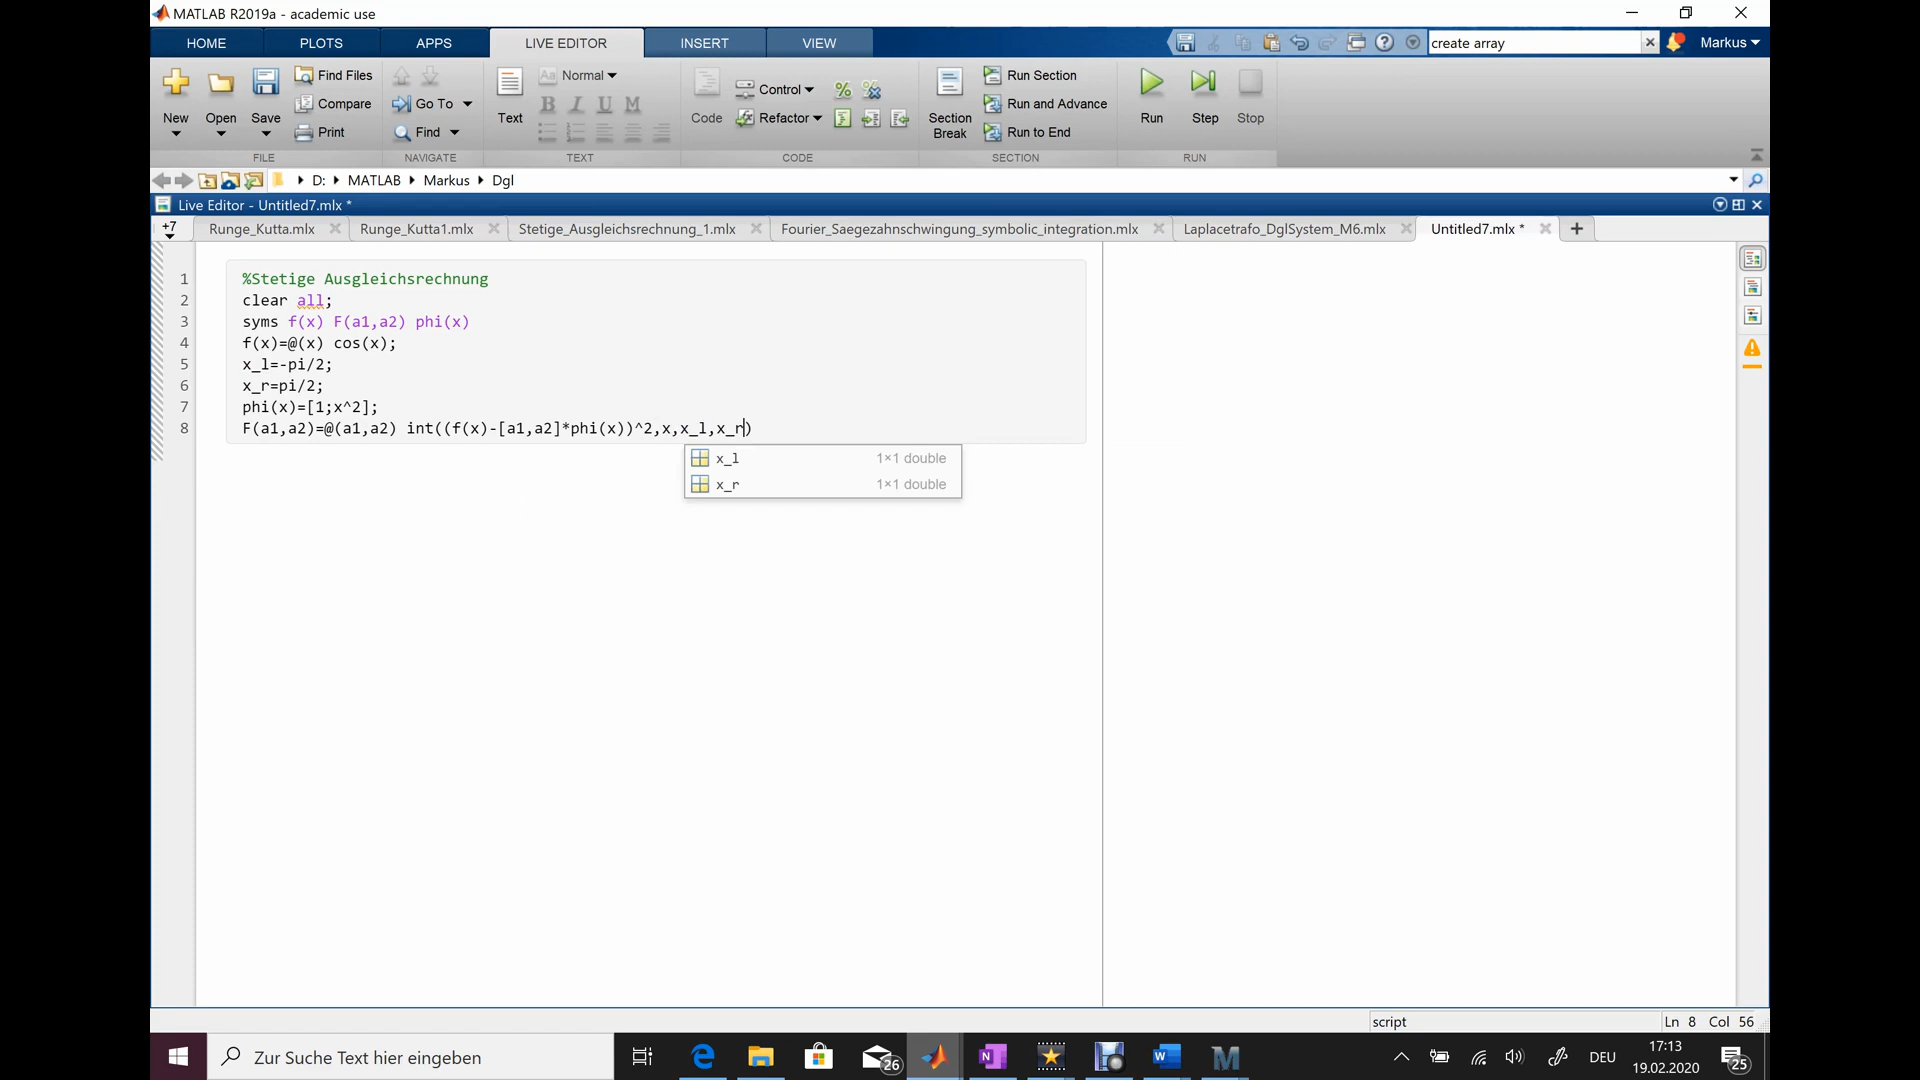 MATLAB R2019a - academic use
HOME PLOTS APPS LIVE EDITOR INSERT VIEW create array Markus
New Open Save Find Files Compare Print
Go To Find
Text Normal B I U M
Code Control Refactor
Section Break Run Section Run and Advance Run to End
Run Step Stop
FILE NAVIGATE TEXT CODE SECTION RUN
D: MATLAB Markus Dgl
Live Editor - Untitled7.mlx *
+7 Runge_Kutta.mlx Runge_Kutta1.mlx Stetige_Ausgleichsrechnung_1.mlx Fourier_Saegezahnschwingung_symbolic_integration.mlx Laplacetrafo_DglSystem_M6.mlx Untitled7.mlx *
1 %Stetige Ausgleichsrechnung
2 clear all;
3 syms f(x) F(a1,a2) phi(x)
4 f(x)=@(x) cos(x);
5 x_l=-pi/2;
6 x_r=pi/2;
7 phi(x)=[1;x^2];
8 F(a1,a2)=@(a1,a2) int((f(x)-[a1,a2]*phi(x))^2,x,x_l,x_r)
x_l 1×1 double
x_r 1×1 double
script Ln 8 Col 56
Zur Suche Text hier eingeben 26 DEU 17:13 25
19.02.2020